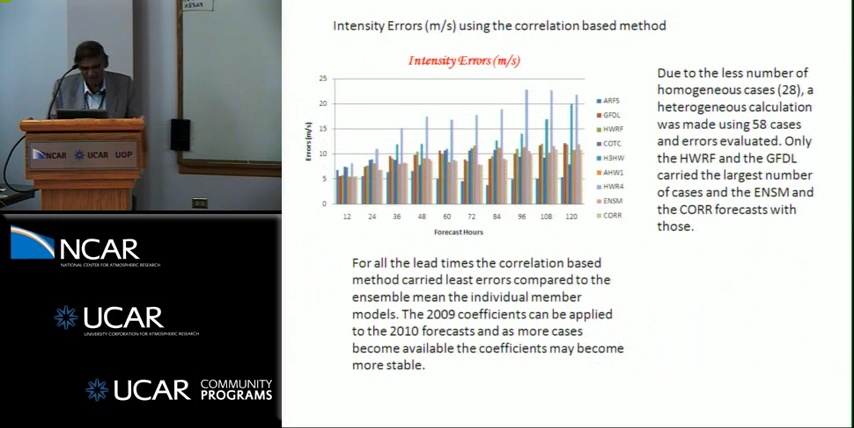 Intensity Errors (m/s) using the correlation based method
Intensity Errors (m/s)
25
20
15
10
5
0
Errors(m/s)
12 24 36 48 60 72 84 96 108 120
Forecast Hours
ARFS
GFDL
HWRF
COTC
H3HW
AHW1
HWR4
ENSM
CORR
Due to the less number of
homogeneous cases (28), a
heterogeneous calculation
was made using 58 cases
and errors evaluated. Only
the HWRF and the GFDL
carried the largest number
of cases and the ENSM and
the CORR forecasts with
those.
For all the lead times the correlation based
method carried least errors compared to the
ensemble mean the individual member
models. The 2009 coefficients can be applied
to the 2010 forecasts and as more cases
become available the coefficients may become
more stable.
NCAR UCAR UOP
NCAR
NATIONAL CENTER FOR ATMOSPHERIC RESEARCH
UCAR
UNIVERSITY CORPORATION FOR ATMOSPHERIC RESEARCH
UCAR COMMUNITY
PROGRAMS